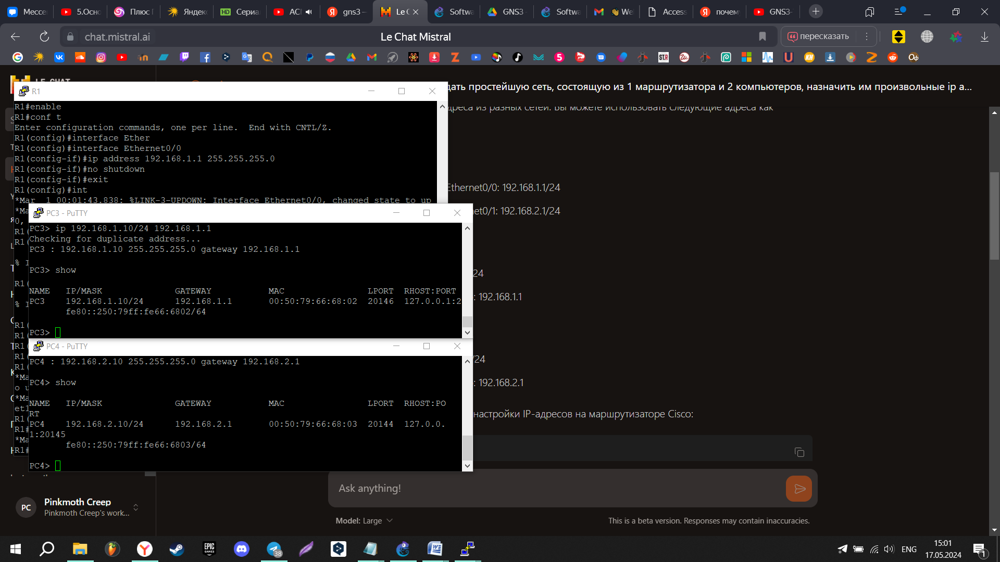 Мессе
5.Осно
Плюс
Яндекс
Сериа
AC
gns3 –
Le C
Softwa
GNS3
Softwa
We
Access
почем
GNS3-
chat.mistral.ai
Le Chat Mistral
пересказать
LE CHAT
дать простейшую сеть, состоящую из 1 маршрутизатора и 2 компьютеров, назначить им произвольные ip а...
адреса из разных сетей. Вы можете использовать следующие адреса как
R1
R1#enable
R1#conf t
Enter configuration commands, one per line.  End with CNTL/Z.
R1(config)#interface Ether
R1(config)#interface Ethernet0/0
R1(config-if)#ip address 192.168.1.1 255.255.255.0
R1(config-if)#no shutdown
R1(config-if)#exit
R1(config)#int
*Mar  1 00:01:43.838: %LINK-3-UPDOWN: Interface Ethernet0/0, changed state to up
Ethernet0/0: 192.168.1.1/24
et0/1: 192.168.2.1/24
/24
: 192.168.1.1
/24
: 192.168.2.1
настройки IP-адресов на маршрутизаторе Cisco:
PC3 - PuTTY
PC3> ip 192.168.1.10/24 192.168.1.1
Checking for duplicate address...
PC3 : 192.168.1.10 255.255.255.0 gateway 192.168.1.1
PC3> show
NAME   IP/MASK              GATEWAY           MAC                LPORT  RHOST:PORT
PC3    192.168.1.10/24      192.168.1.1       00:50:79:66:68:02  20146  127.0.0.1:2
fe80::250:79ff:fe66:6802/64
PC3>
PC4 - PuTTY
PC4 : 192.168.2.10 255.255.255.0 gateway 192.168.2.1
PC4> show
NAME   IP/MASK              GATEWAY           MAC                LPORT  RHOST:PO
RT
PC4    192.168.2.10/24      192.168.2.1       00:50:79:66:68:03  20144  127.0.0.
1:20145
fe80::250:79ff:fe66:6803/64
PC4>
Ask anything!
Model: Large
This is a beta version. Responses may contain inaccuracies.
PC
Pinkmoth Creep
Pinkmoth Creep's work...
38
ENG
15:01
17.05.2024
1